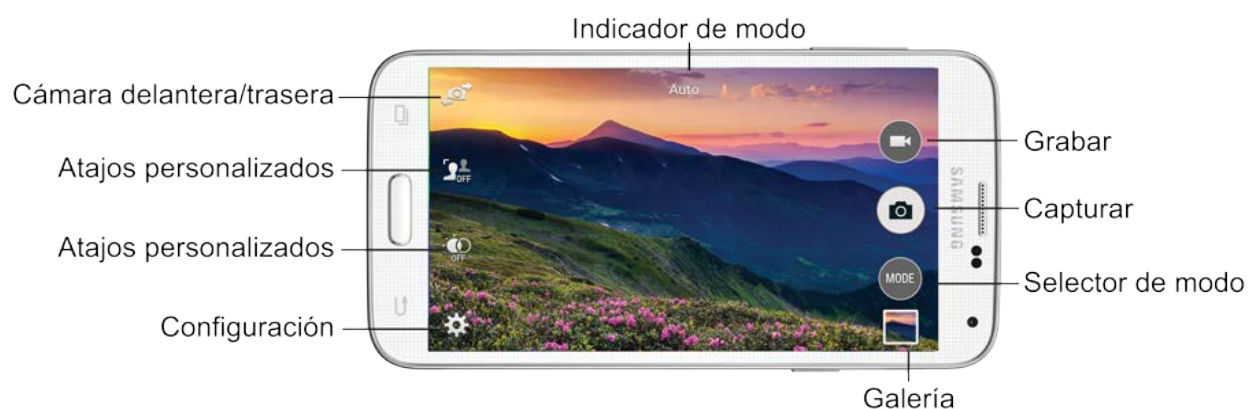 Indicador de modo
Cámara delantera/trasera
Auto
Grabar
Atajos personalizados
OFF
SAMSUNG
Capturar
Atajos personalizados
OFF
MODE
Selector de modo
Configuración
Galería